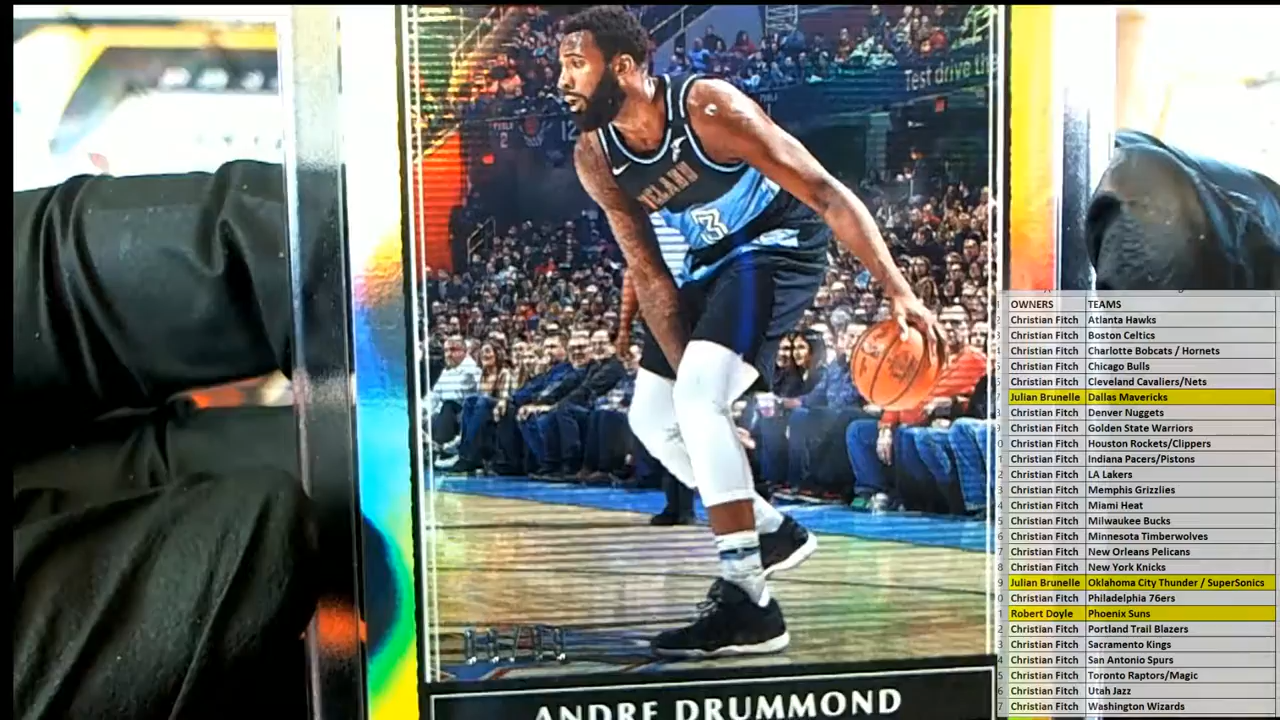 Test drive th
2
12
3
ANDRE DRUMMOND
OWNERS TEAMS
Christian Fitch Atlanta Hawks
Christian Fitch Boston Celtics
Christian Fitch Charlotte Bobcats / Hornets
Christian Fitch Chicago Bulls
Christian Fitch Cleveland Cavaliers/Nets
Julian Brunelle Dallas Mavericks
Christian Fitch Denver Nuggets
Christian Fitch Golden State Warriors
Christian Fitch Houston Rockets/Clippers
Christian Fitch Indiana Pacers/Pistons
Christian Fitch LA Lakers
Christian Fitch Memphis Grizzlies
Christian Fitch Miami Heat
Christian Fitch Milwaukee Bucks
Christian Fitch Minnesota Timberwolves
Christian Fitch New Orleans Pelicans
Christian Fitch New York Knicks
Julian Brunelle Oklahoma City Thunder / SuperSonics
Christian Fitch Philadelphia 76ers
Robert Doyle Phoenix Suns
Christian Fitch Portland Trail Blazers
Christian Fitch Sacramento Kings
Christian Fitch San Antonio Spurs
Christian Fitch Toronto Raptors/Magic
Christian Fitch Utah Jazz
Christian Fitch Washington Wizards